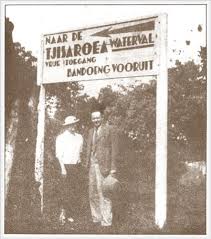 NAAR DE
TJISAROEA-WATERVAL
VRIJE TOEGANG
BANDOENG VOORUIT